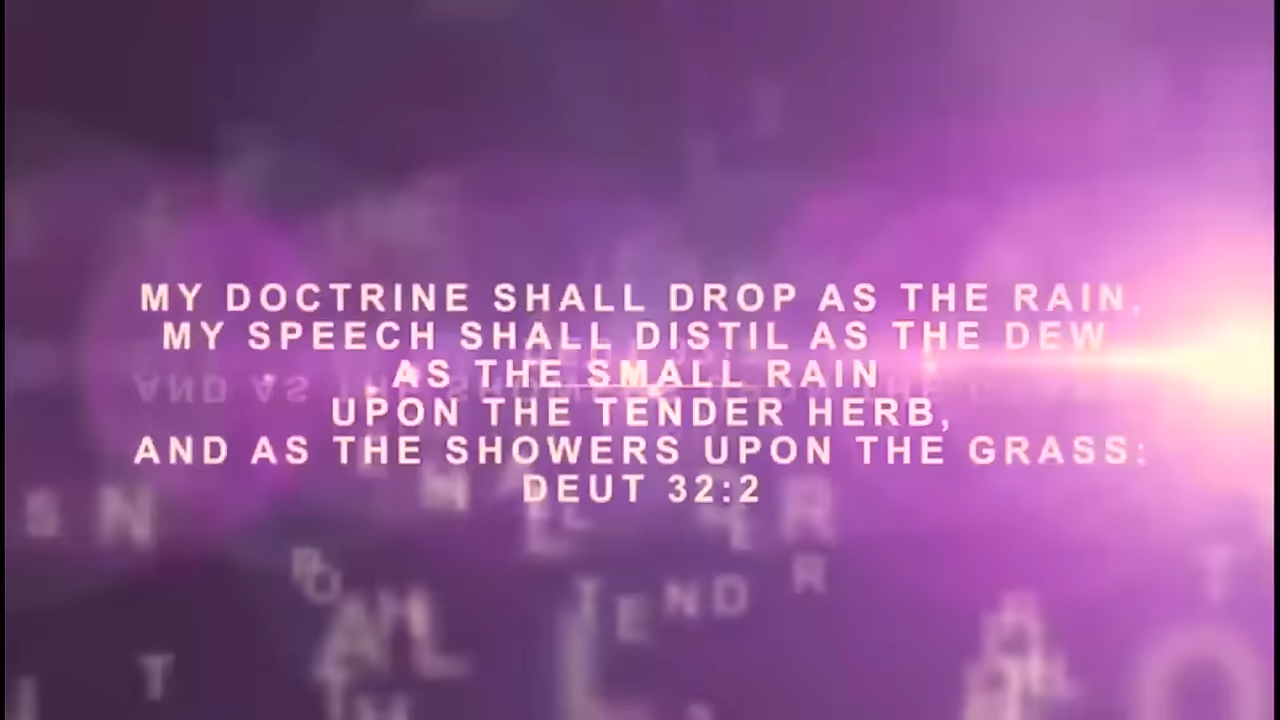 MY DOCTRINE SHALL DROP AS THE RAIN,
MY SPEECH SHALL DISTIL AS THE DEW
AS THE SMALL RAIN
UPON THE TENDER HERB,
AND AS THE SHOWERS UPON THE GRASS:
DEUT 32:2